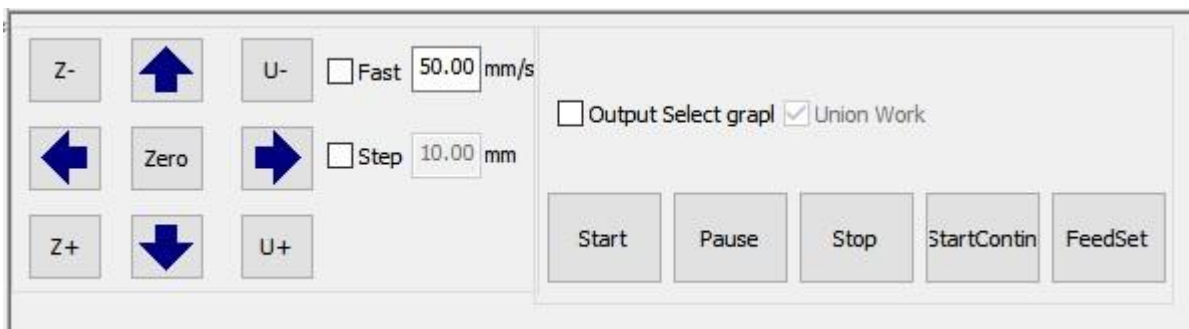 Z-
U-
Fast 50.00 mm/s
Zero
Step 10.00 mm
Z+
U+
Output Select grapl
Union Work
Start
Pause
Stop
StartContin
FeedSet